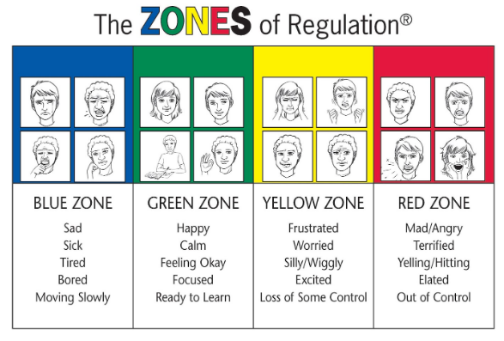 The ZONES of Regulation®
BLUE ZONE
Sad
Sick
Tired
Bored
Moving Slowly
GREEN ZONE
Happy
Calm
Feeling Okay
Focused
Ready to Learn
YELLOW ZONE
Frustrated
Worried
Silly/Wiggly
Excited
Loss of Some Control
RED ZONE
Mad/Angry
Terrified
Yelling/Hitting
Elated
Out of Control